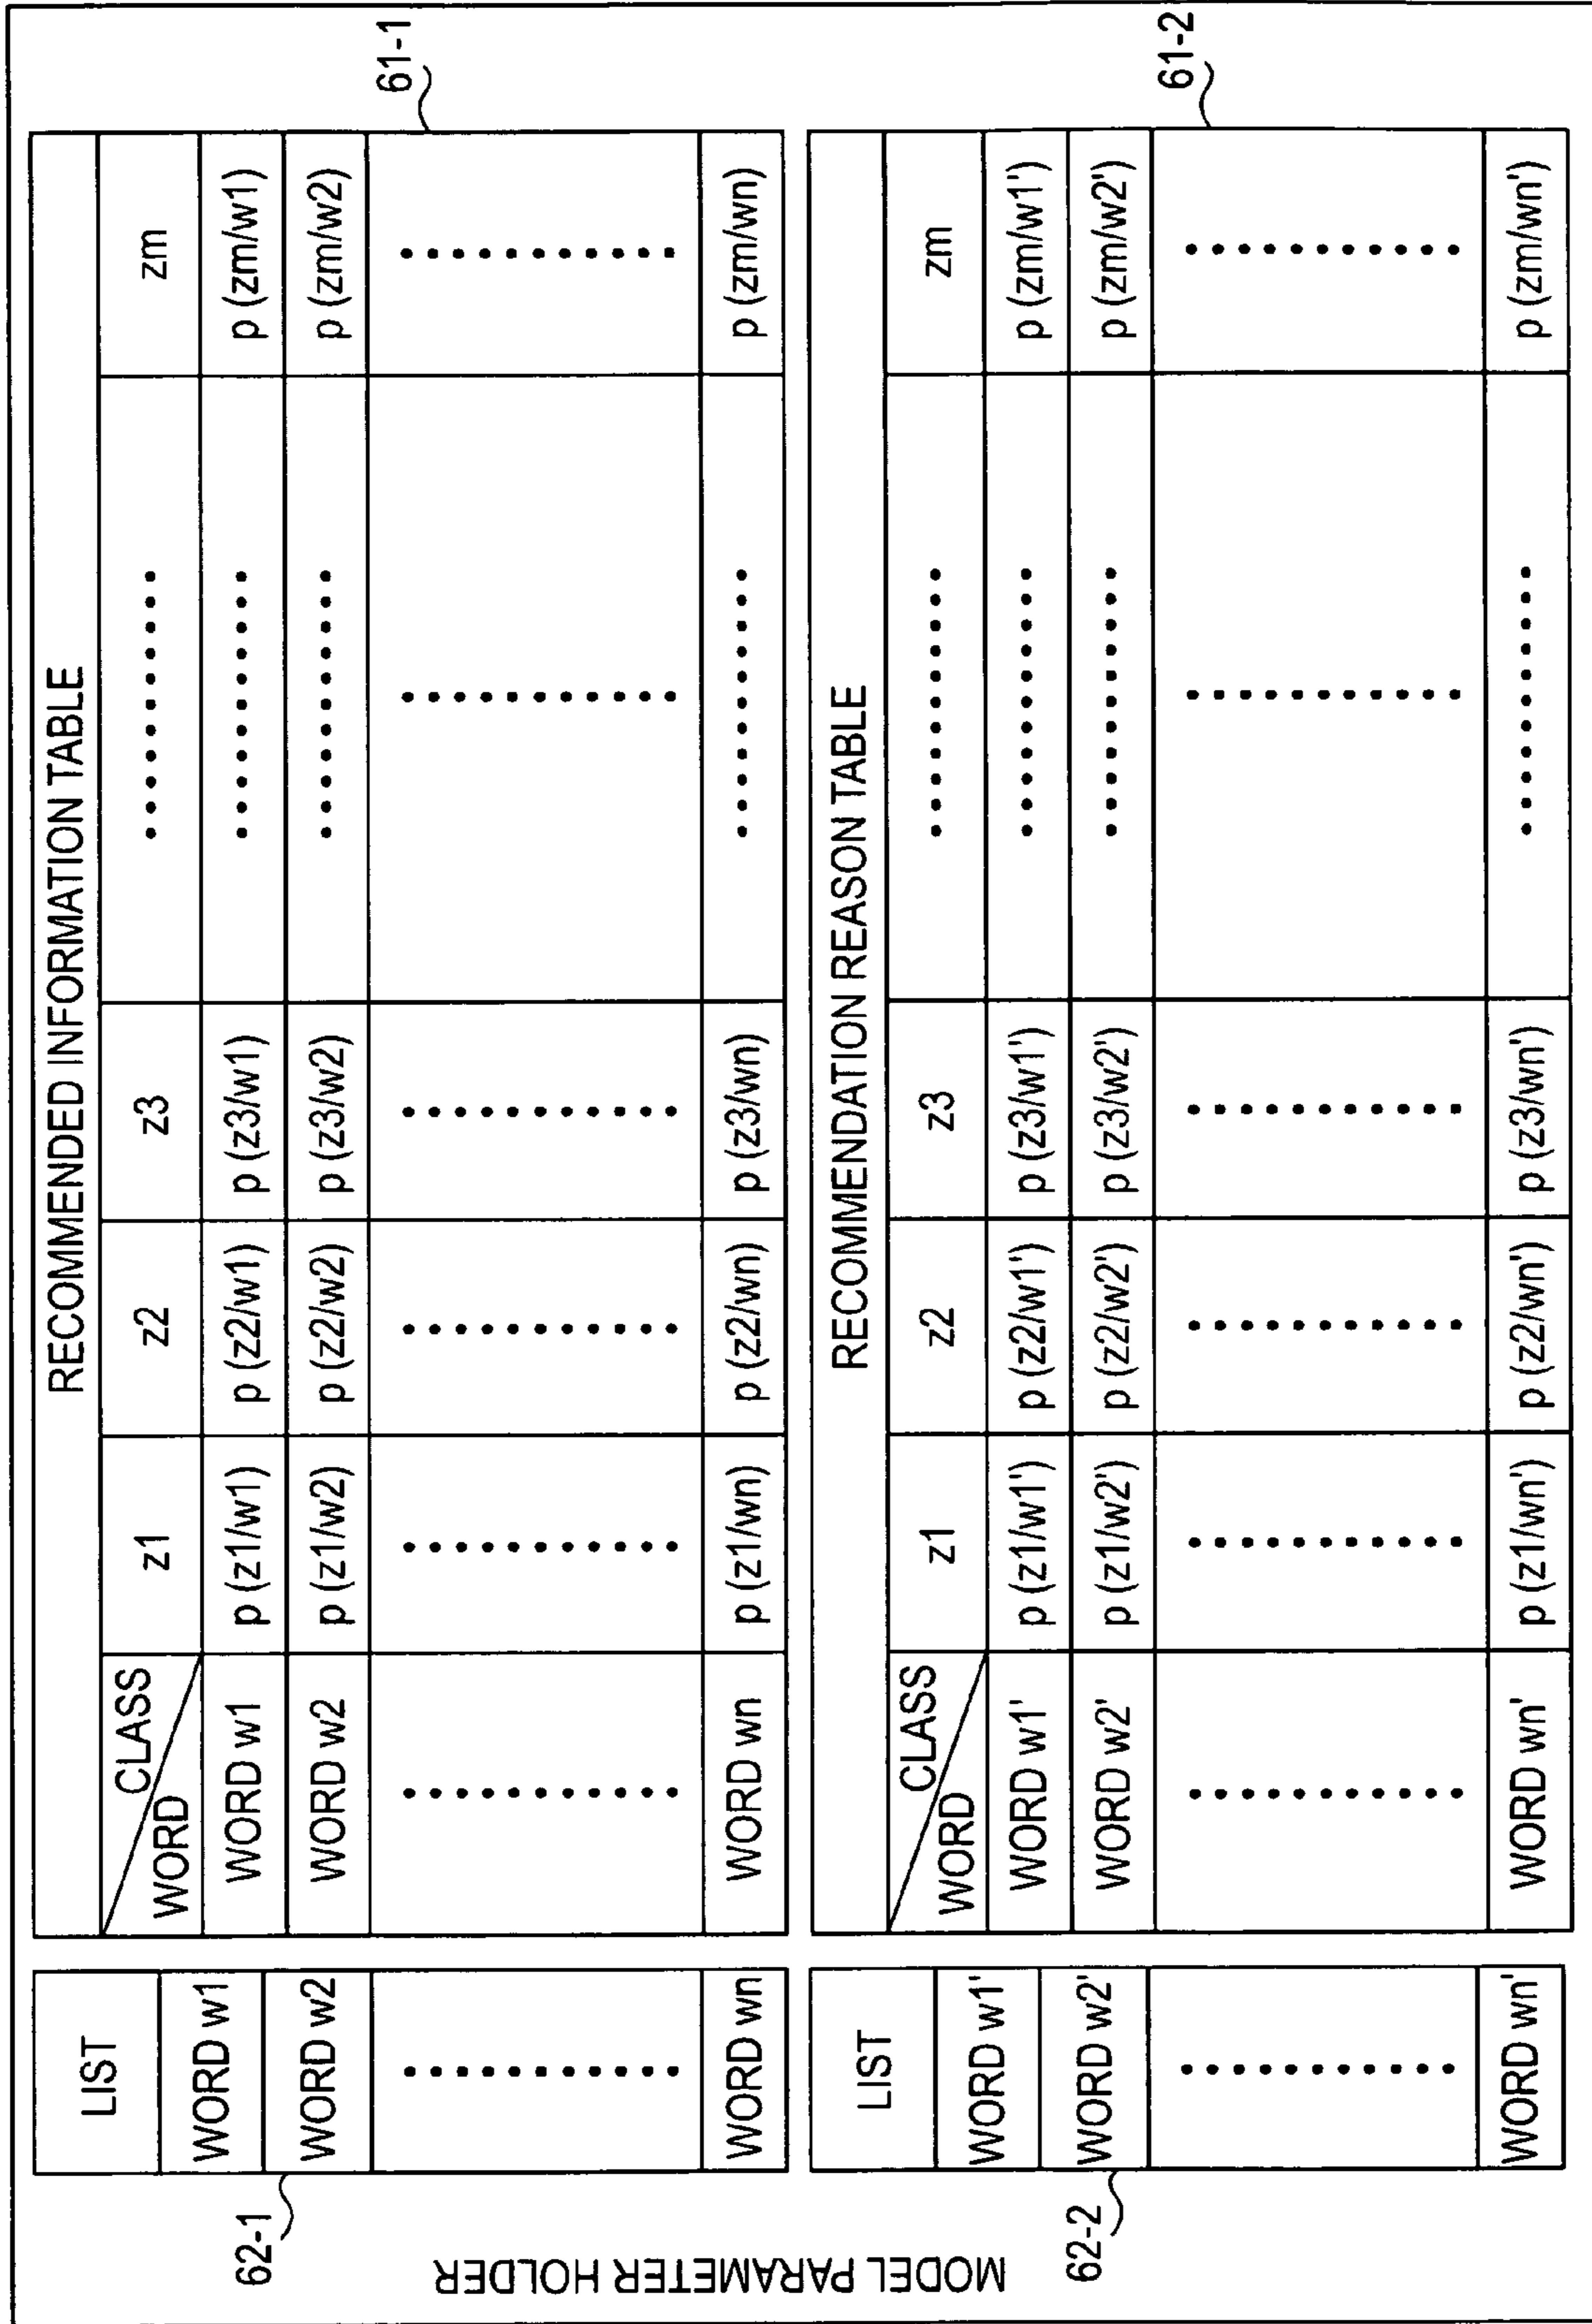 MODEL PARAMETER HOLDER
62-1
LIST
WORD w1
WORD w2
WORD wn
RECOMMENDED INFORMATION TABLE
61-1
CLASS
WORD
z1 z2 z3 ............ zm
WORD w1 p (z1/w1) p (z2/w1) p (z3/w1) ............ p (zm/w1)
WORD w2 p (z1/w2) p (z2/w2) p (z3/w2) ............ p (zm/w2)
WORD wn p (z1/wn) p (z2/wn) p (z3/wn) ............ p (zm/wn)
62-2
LIST
WORD w1'
WORD w2'
WORD wn'
RECOMMENDATION REASON TABLE
61-2
CLASS
WORD
z1 z2 z3 ............ zm
WORD w1' p (z1/w1') p (z2/w1') p (z3/w1') ............ p (zm/w1')
WORD w2' p (z1/w2') p (z2/w2') p (z3/w2') ............ p (zm/w2')
WORD wn' p (z1/wn') p (z2/wn') p (z3/wn') ............ p (zm/wn')